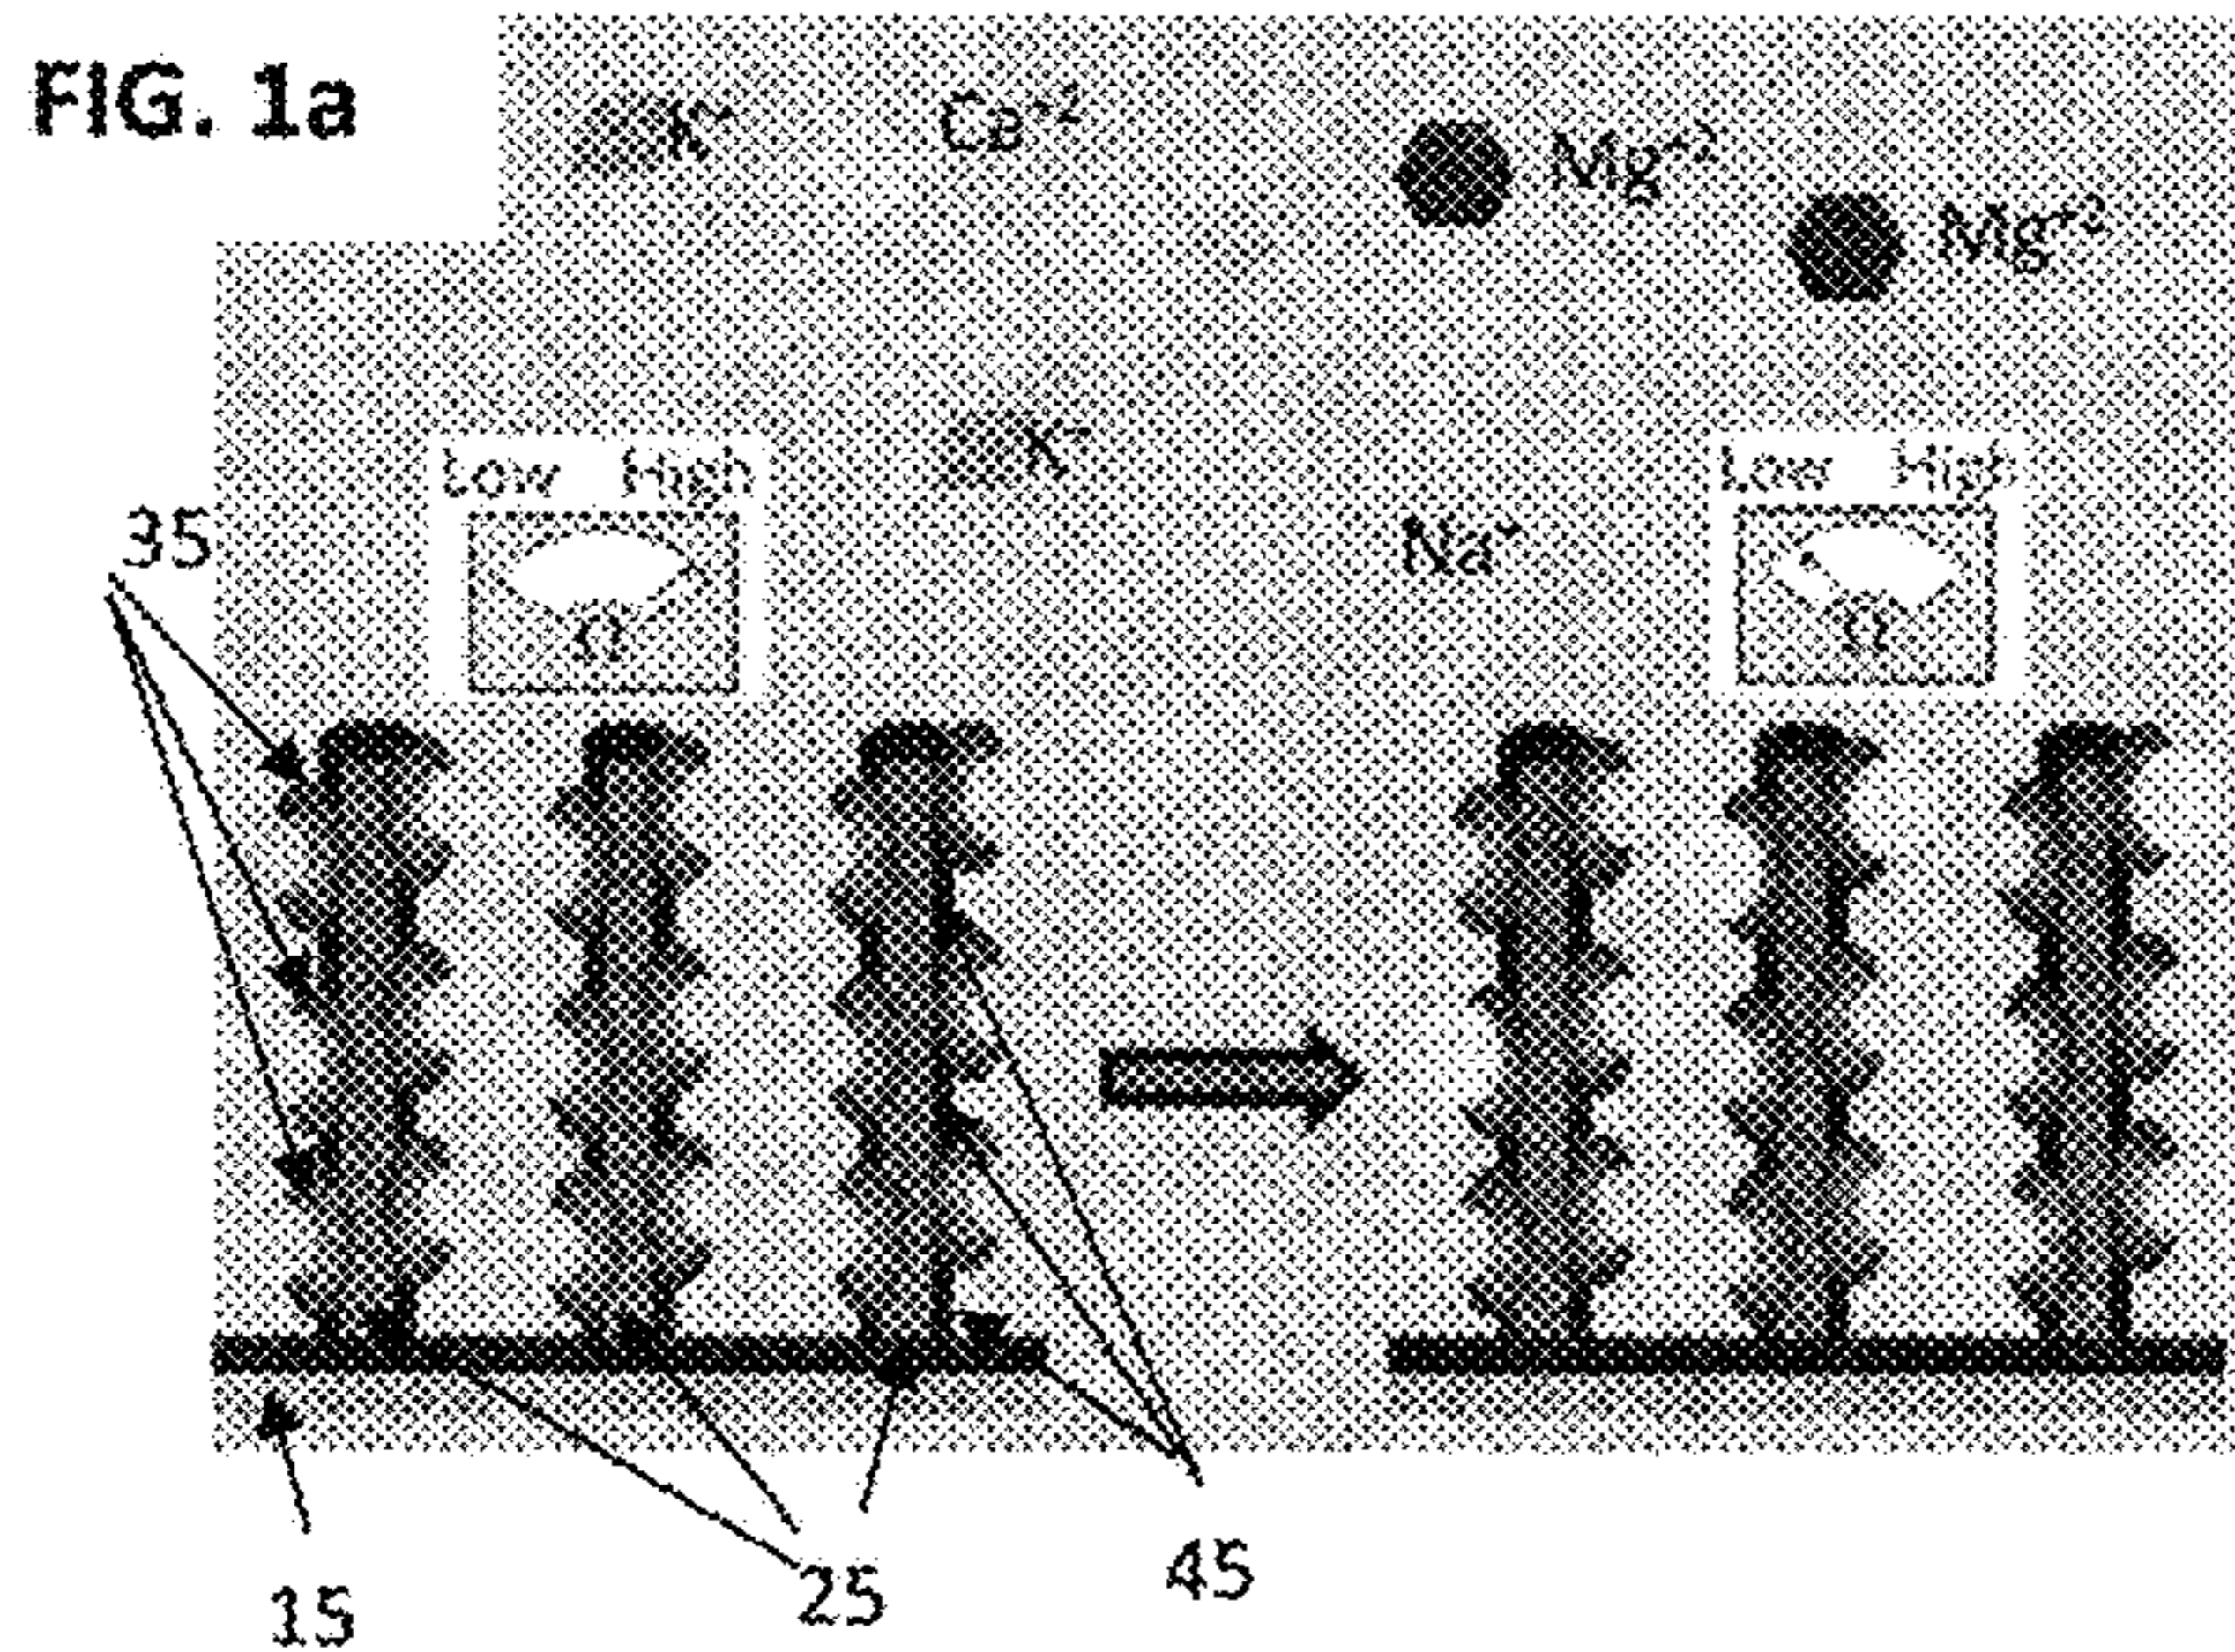 FIG. 1a
K+
Ca+2
Mg+2
Mg+2
K+
Low High
Ω
Na+
Low High
Ω
35
15
25
45